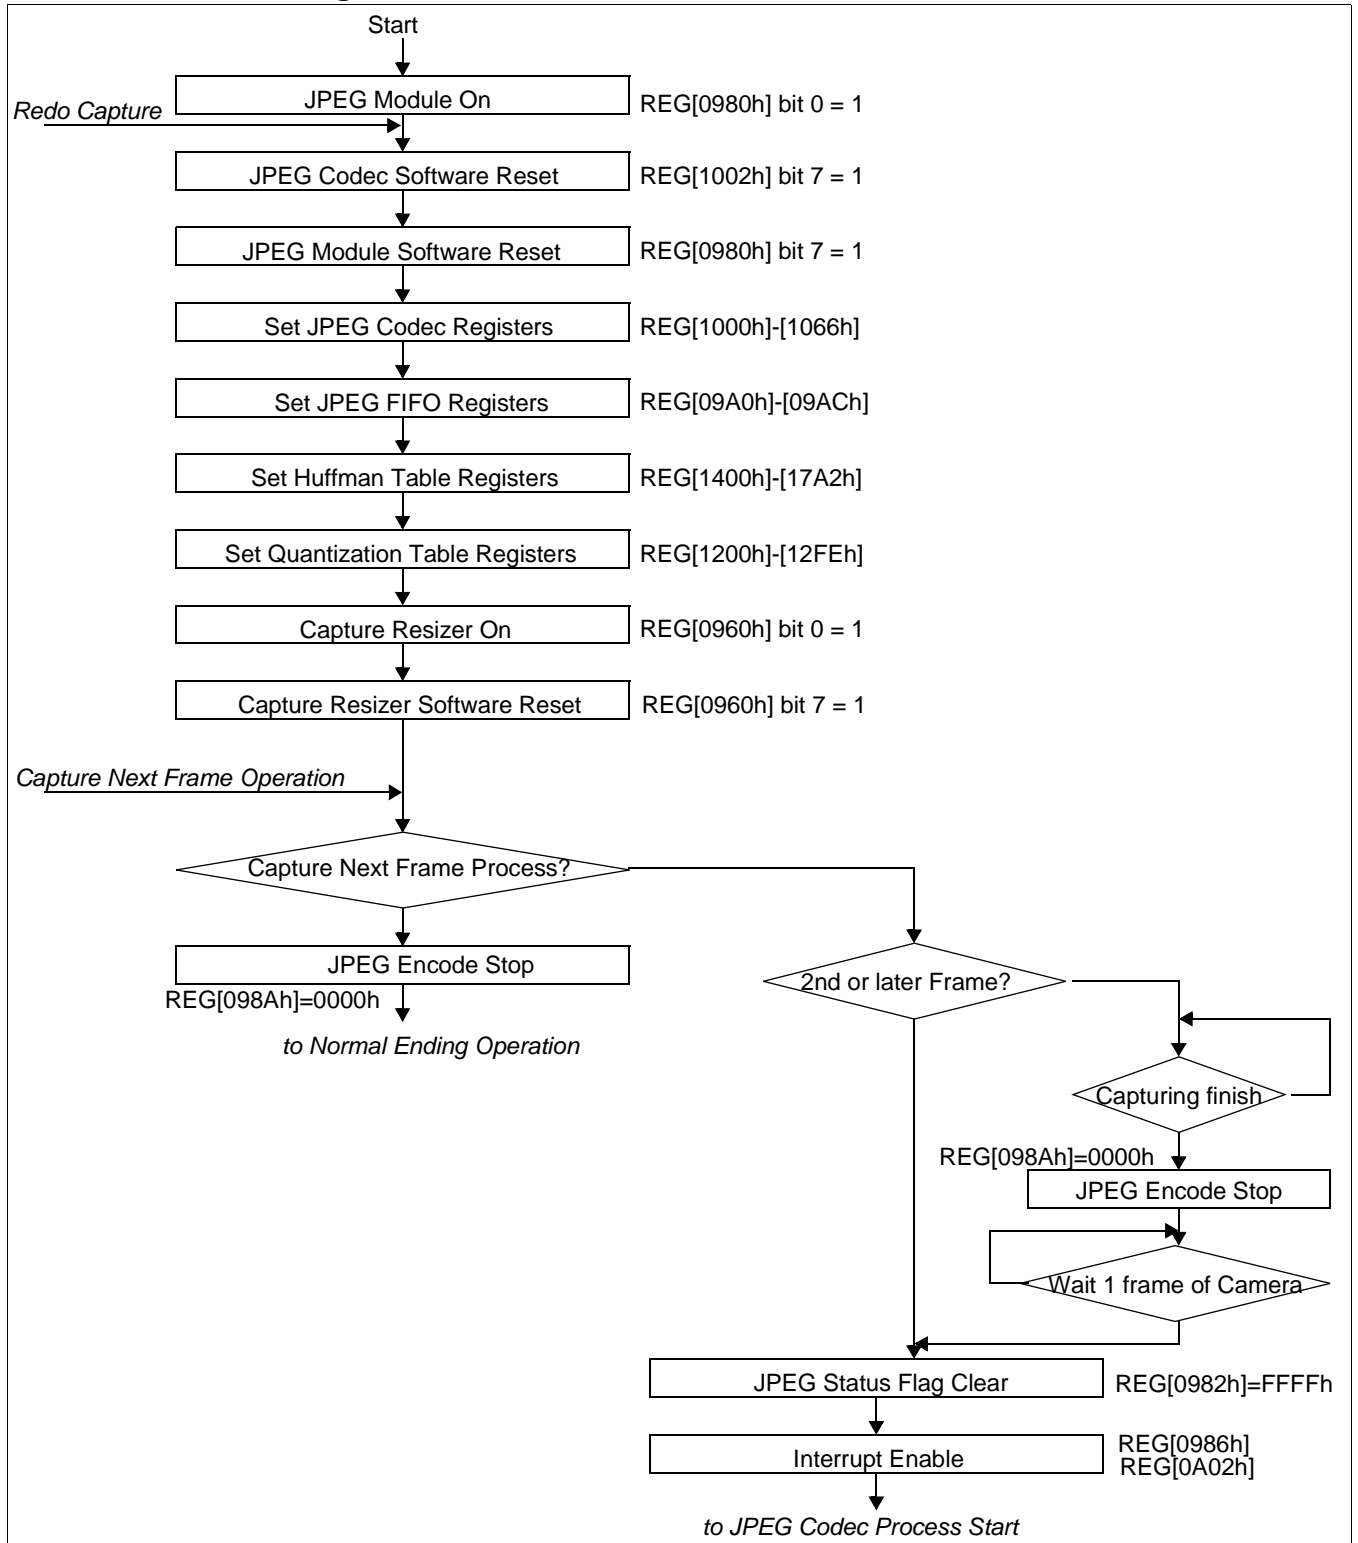 Start
JPEG Module On
REG[0980h] bit 0 = 1
Redo Capture
JPEG Codec Software Reset
REG[1002h] bit 7 = 1
JPEG Module Software Reset
REG[0980h] bit 7 = 1
Set JPEG Codec Registers
REG[1000h]-[1066h]
Set JPEG FIFO Registers
REG[09A0h]-[09ACh]
Set Huffman Table Registers
REG[1400h]-[17A2h]
Set Quantization Table Registers
REG[1200h]-[12FEh]
Capture Resizer On
REG[0960h] bit 0 = 1
Capture Resizer Software Reset
REG[0960h] bit 7 = 1
Capture Next Frame Operation
Capture Next Frame Process?
JPEG Encode Stop
REG[098Ah]=0000h
to Normal Ending Operation
2nd or later Frame?
Capturing finish
REG[098Ah]=0000h
JPEG Encode Stop
Wait 1 frame of Camera
JPEG Status Flag Clear
REG[0982h]=FFFFh
Interrupt Enable
REG[0986h]
REG[0A02h]
to JPEG Codec Process Start